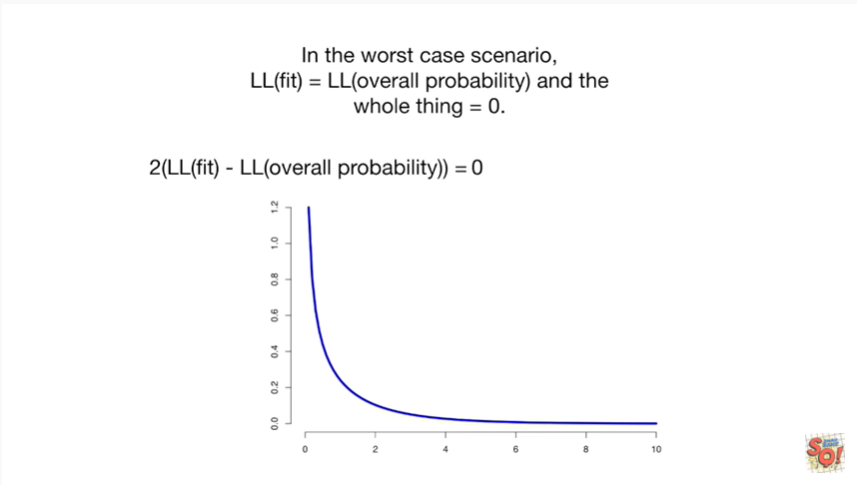 In the worst case scenario,
LL(fit) = LL(overall probability) and the
whole thing = 0.
2(LL(fit) - LL(overall probability)) = 0
1.2
1.0
0.8
0.6
0.4
0.2
0.0
0 2 4 6 8 10
SQ!